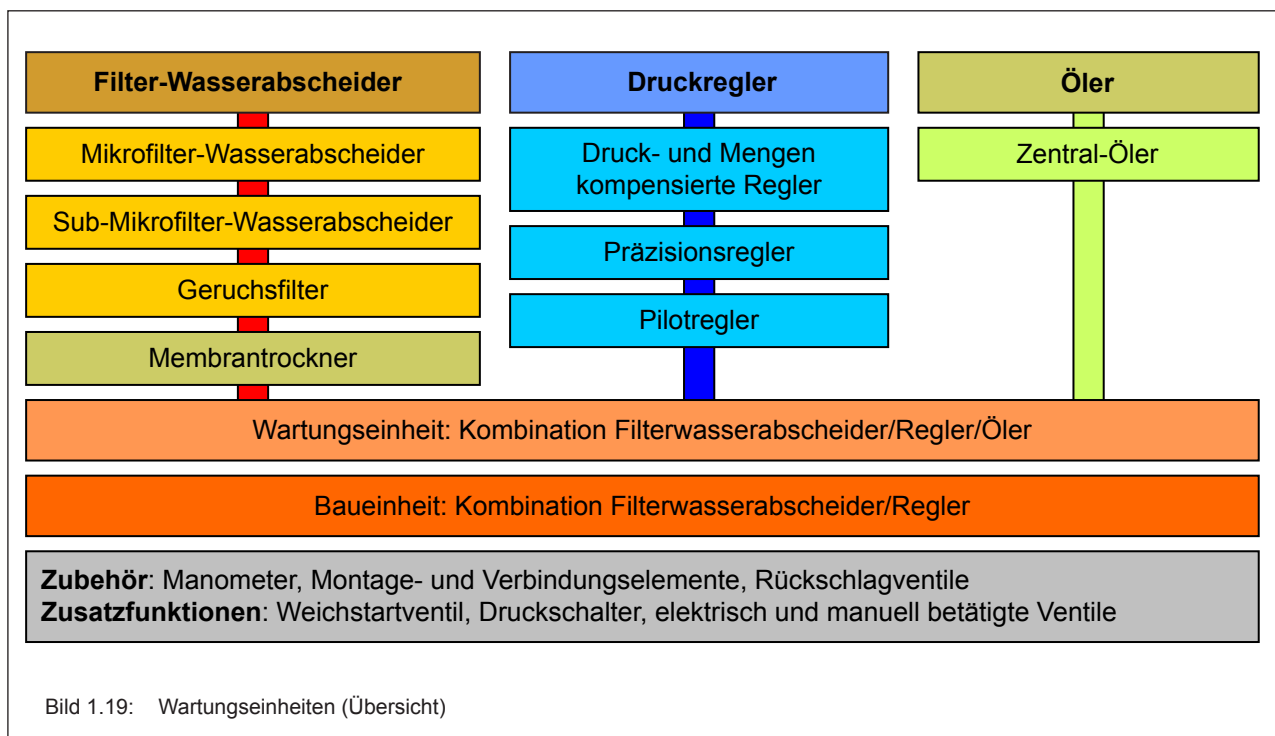 Filter-Wasserabscheider
Mikrofilter-Wasserabscheider
Sub-Mikrofilter-Wasserabscheider
Geruchsfilter
Membrantrockner
Druckregler
Druck- und Mengen
kompensierte Regler
Präzisionsregler
Pilotregler
Öler
Zentral-Öler
Wartungseinheit: Kombination Filterwasserabscheider/Regler/Öler
Baueinheit: Kombination Filterwasserabscheider/Regler
Zubehör: Manometer, Montage- und Verbindungselemente, Rückschlagventile
Zusatzfunktionen: Weichstartventil, Druckschalter, elektrisch und manuell betätigte Ventile
Bild 1.19: Wartungseinheiten (Übersicht)